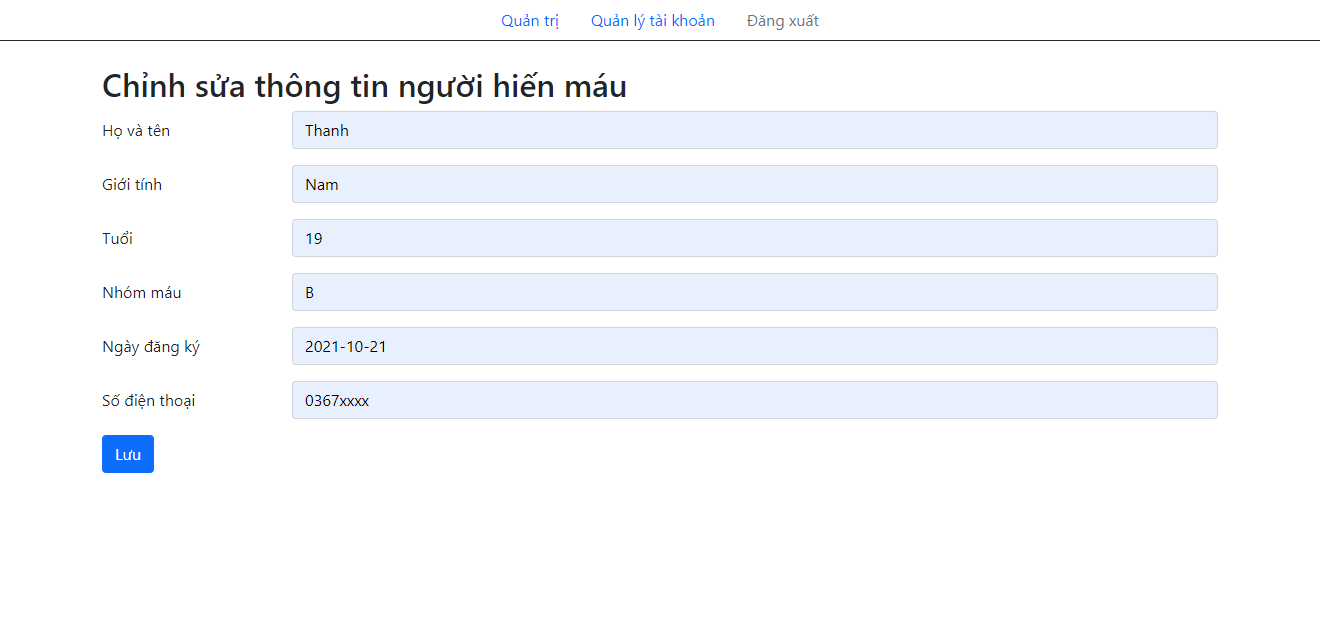 Quản trị Quản lý tài khoản Đăng xuất
Chỉnh sửa thông tin người hiến máu
Họ và tên Thanh
Giới tính Nam
Tuổi 19
Nhóm máu B
Ngày đăng ký 2021-10-21
Số điện thoại 0367xxxx
Lưu